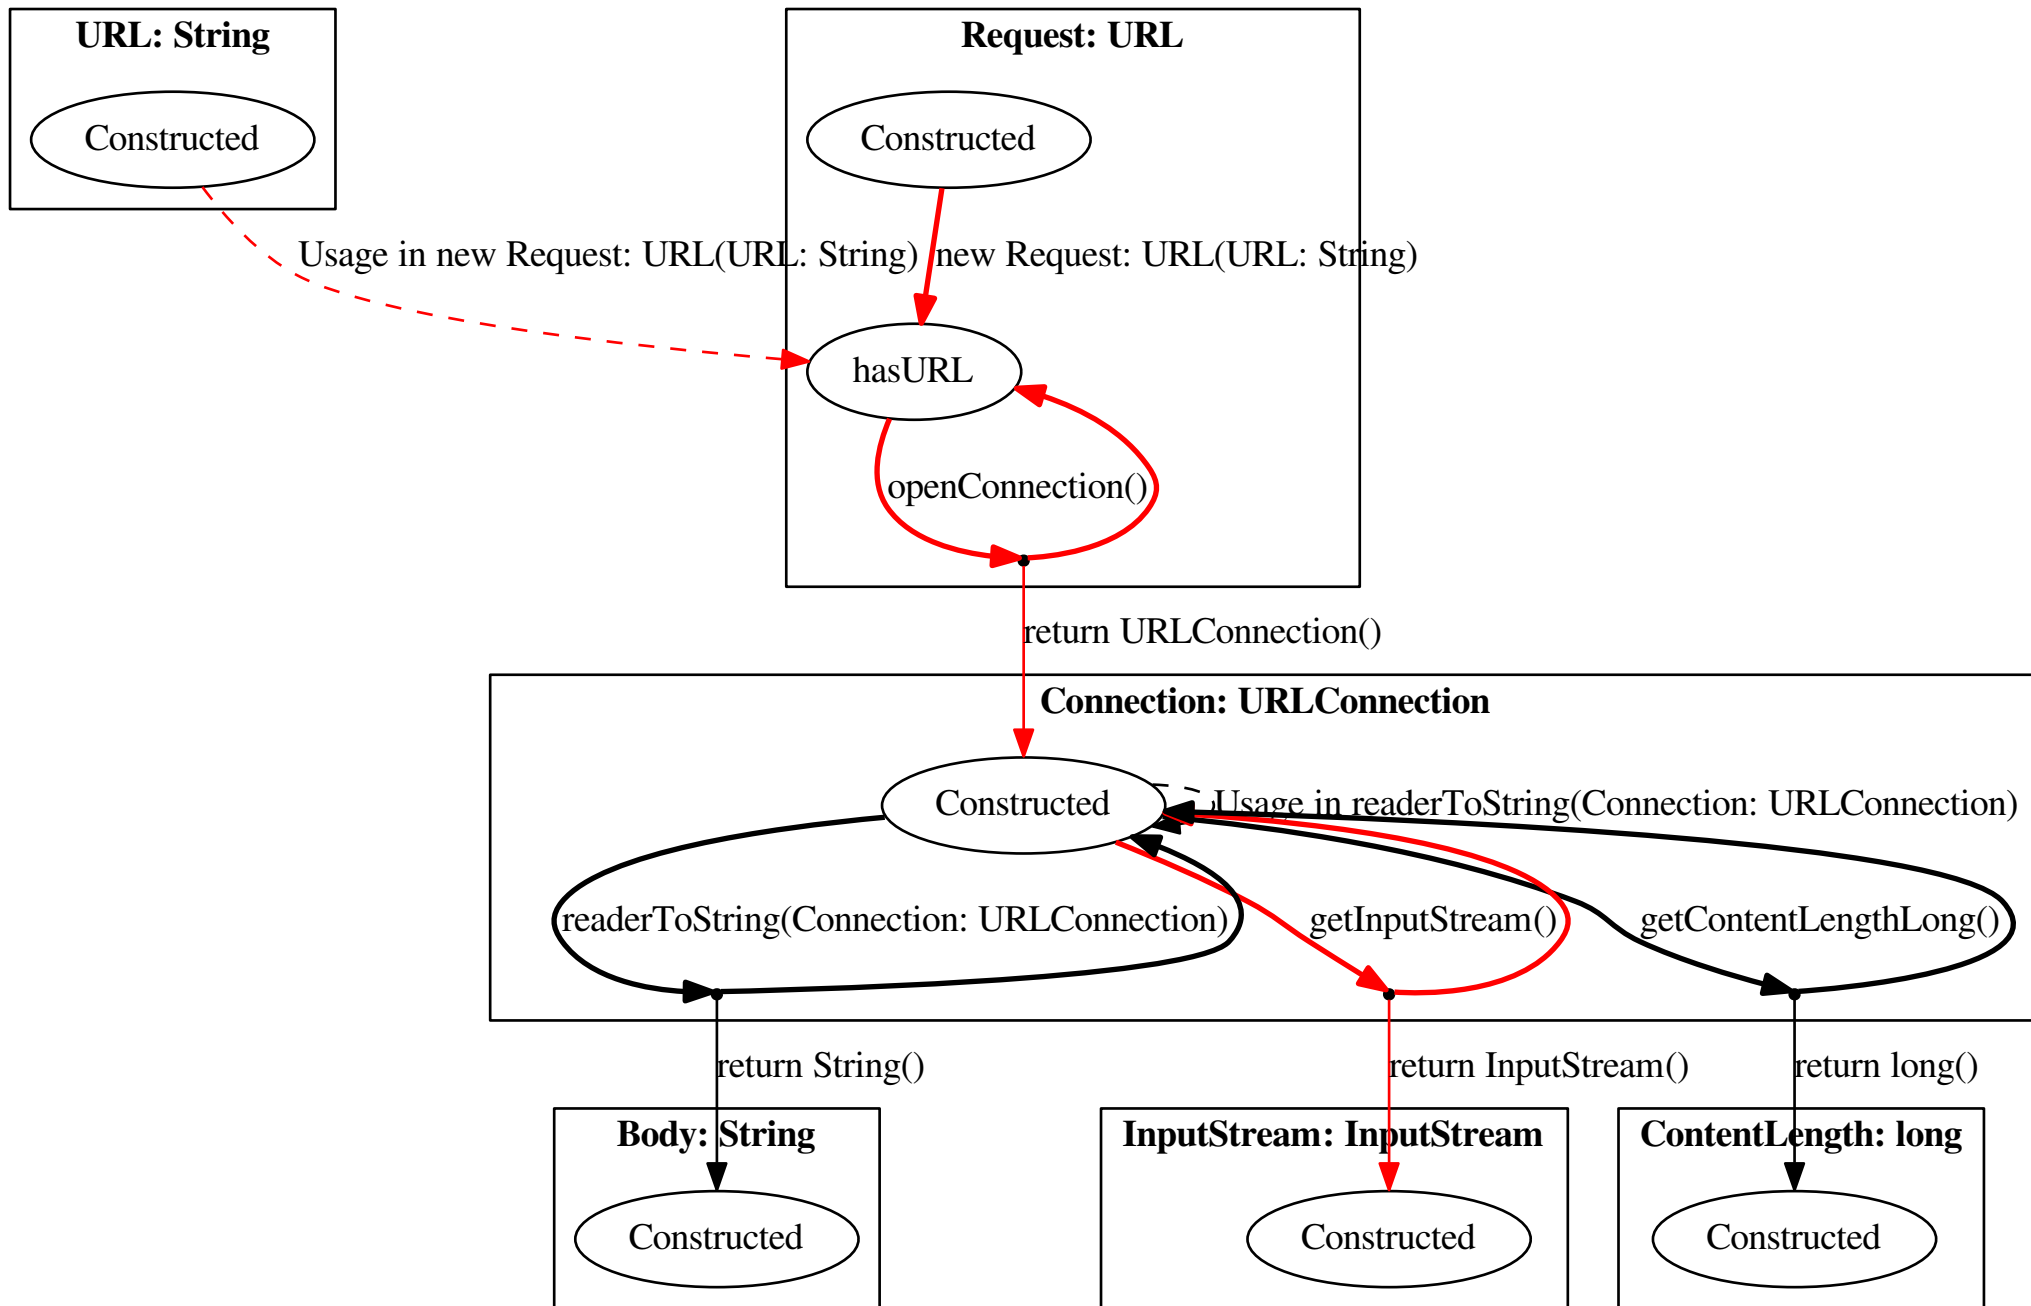 URL: String
Request: URL
Constructed
Constructed
Usage in new Request: URL(URL: String)
new Request: URL(URL: String)
hasURL
openConnection()
return URLConnection()
Connection: URLConnection
Constructed
Usage in readerToString(Connection: URLConnection)
readerToString(Connection: URLConnection)
getInputStream()
getContentLengthLong()
return String()
return InputStream()
return long()
Body: String
InputStream: InputStream
ContentLength: long
Constructed
Constructed
Constructed